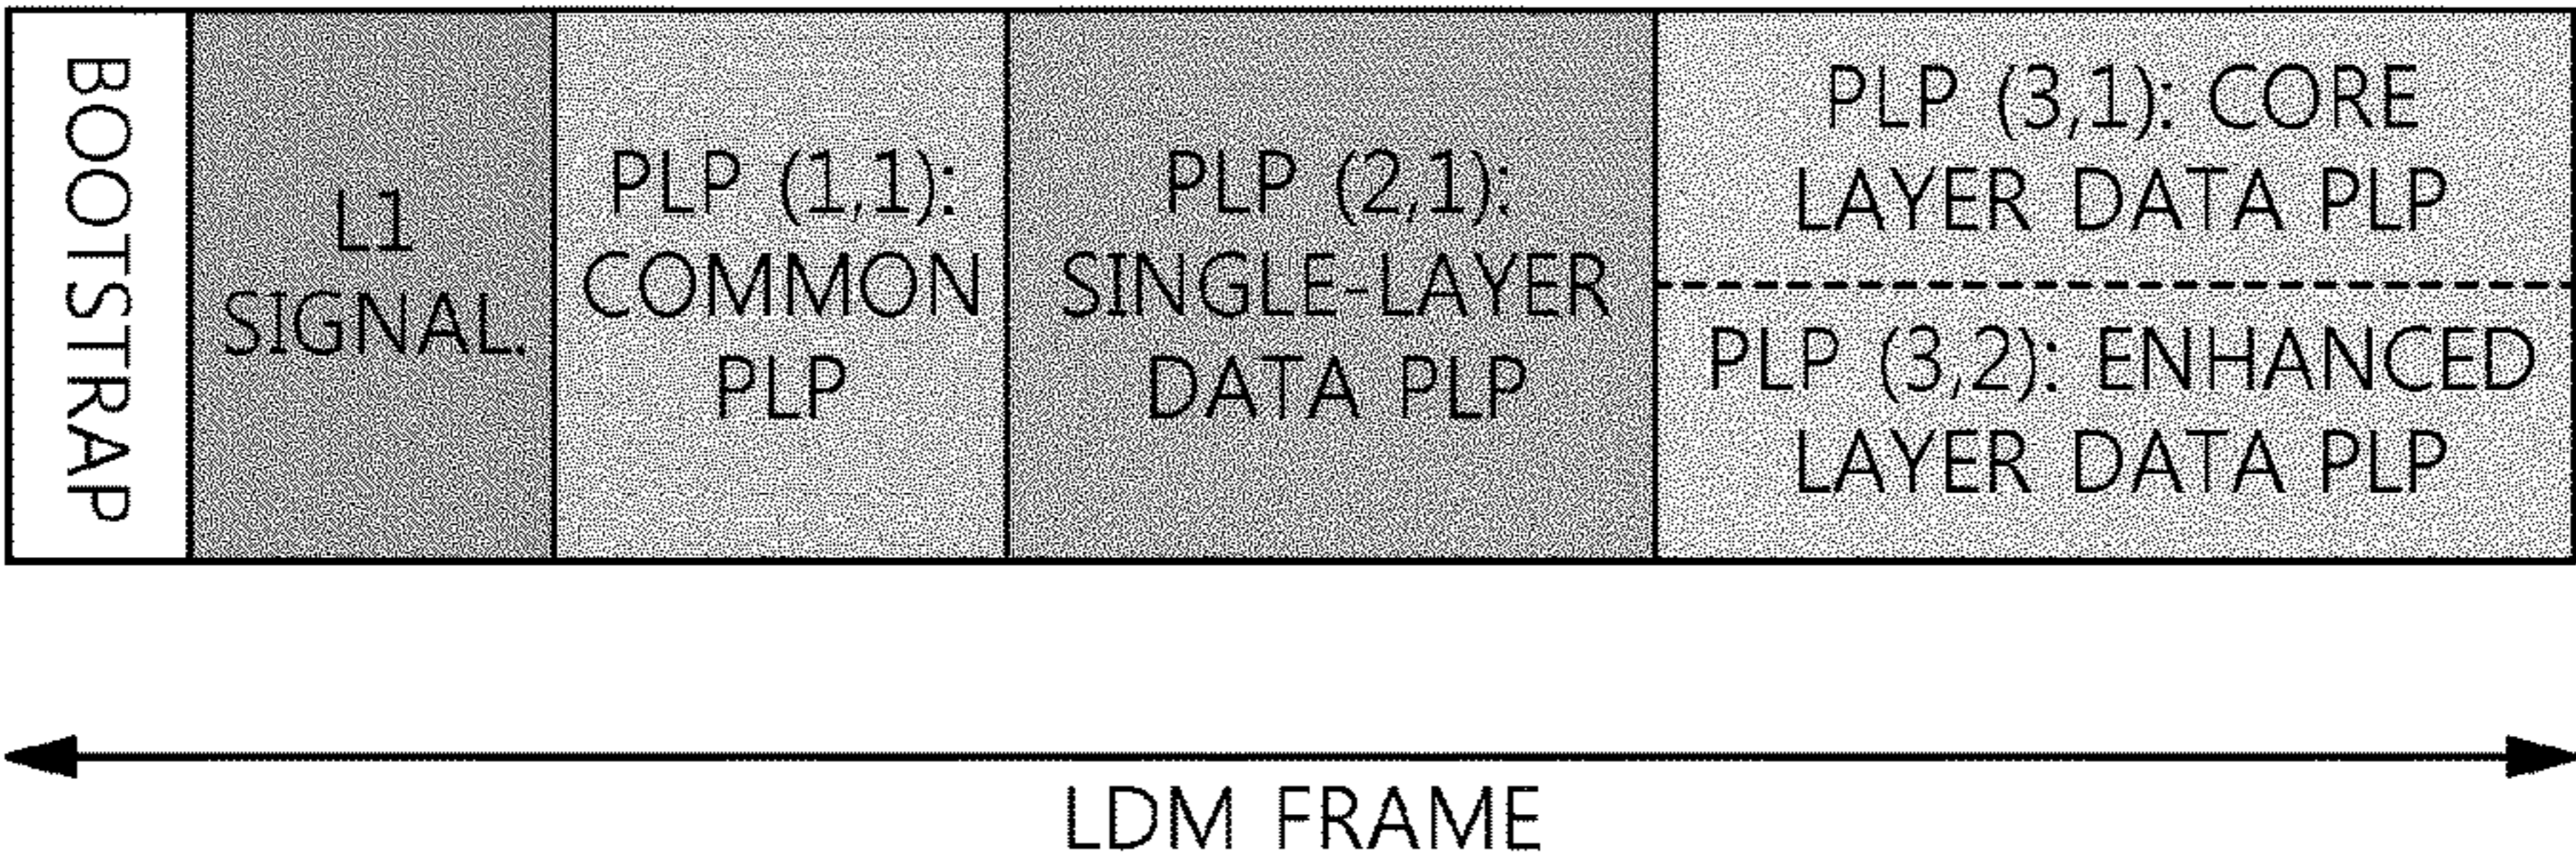 BOOTSTRAP
L1
SIGNAL.
PLP (1,1):
COMMON
PLP
PLP (2,1):
SINGLE-LAYER
DATA PLP
PLP (3,1): CORE
LAYER DATA PLP
PLP (3,2): ENHANCED
LAYER DATA PLP
LDM FRAME